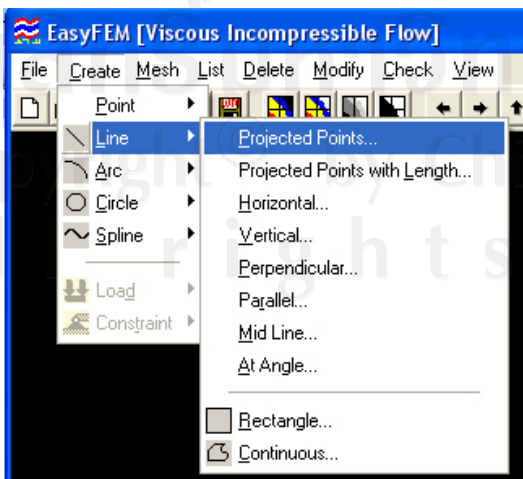 EasyFEM [Viscous Incompressible Flow]
File Create Mesh List Delete Modify Check View
Point
Line
Arc
Circle
Spline
Load
Constraint
Projected Points...
Projected Points with Length...
Horizontal...
Vertical...
Perpendicular...
Parallel...
Mid Line...
At Angle...
Rectangle...
Continuous...